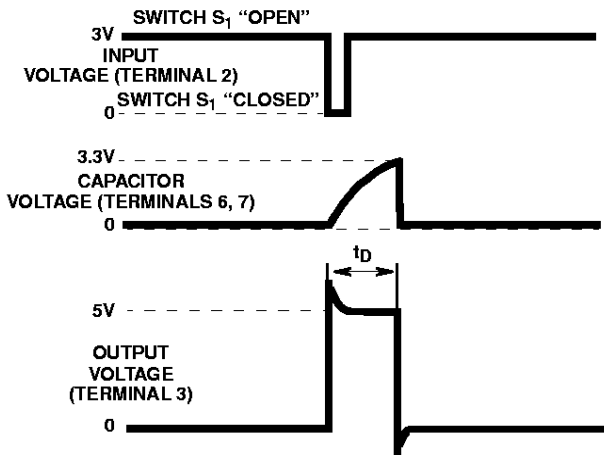 SWITCH S1 “OPEN”
3V
INPUT
VOLTAGE (TERMINAL 2)
SWITCH S1 “CLOSED”
0
3.3V
CAPACITOR
VOLTAGE (TERMINALS 6, 7)
0
tD
5V
OUTPUT
VOLTAGE
(TERMINAL 3)
0